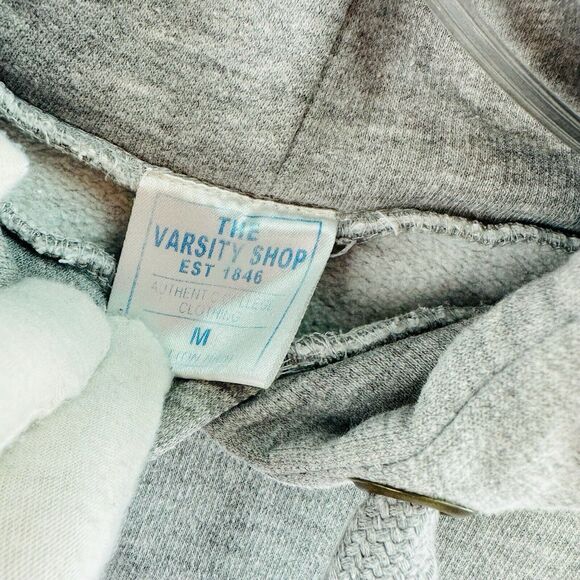 THE
VARSITY SHOP
EST 1846
AUTHENTIC COLLEGE
CLOTHING
M